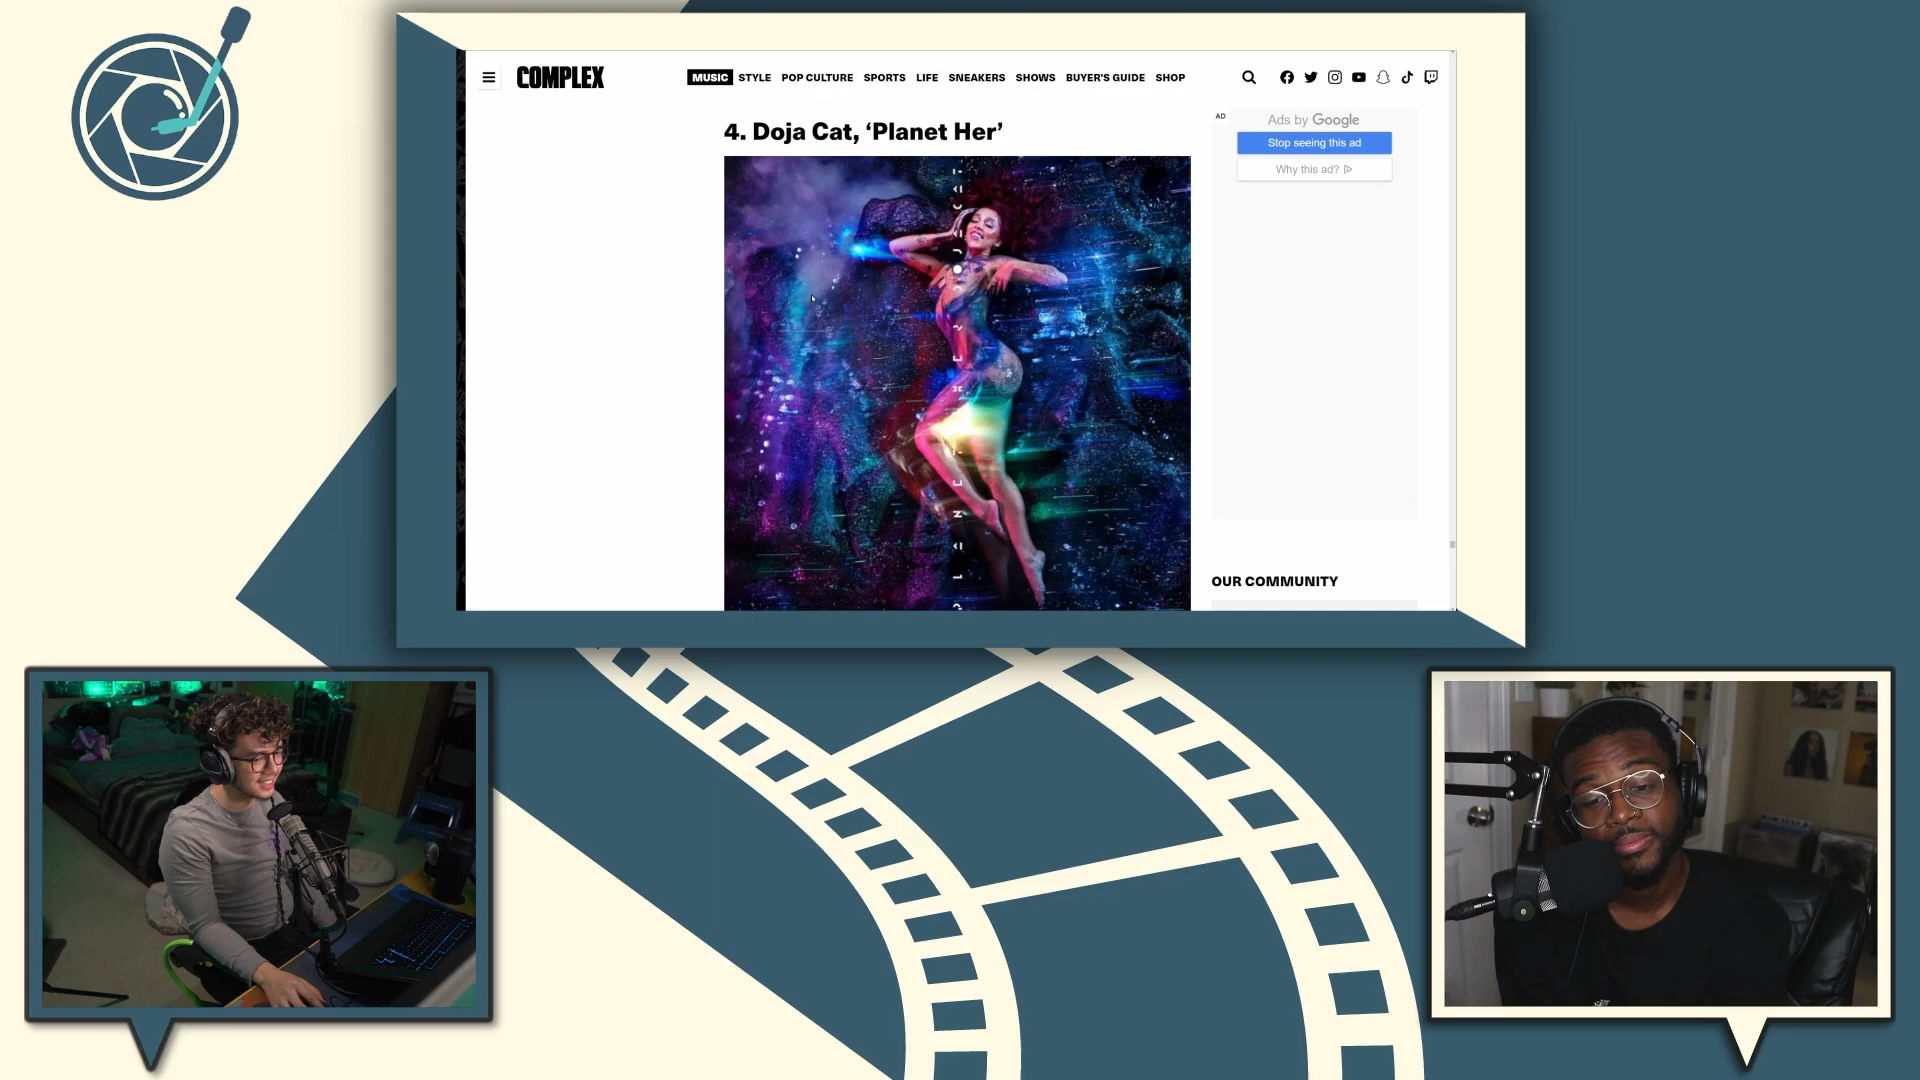 COMPLEX
MUSIC STYLE POP CULTURE SPORTS LIFE SNEAKERS SHOWS BUYER'S GUIDE SHOP
4. Doja Cat, ‘Planet Her’
AD
Ads by Google
Stop seeing this ad
Why this ad?
OUR COMMUNITY